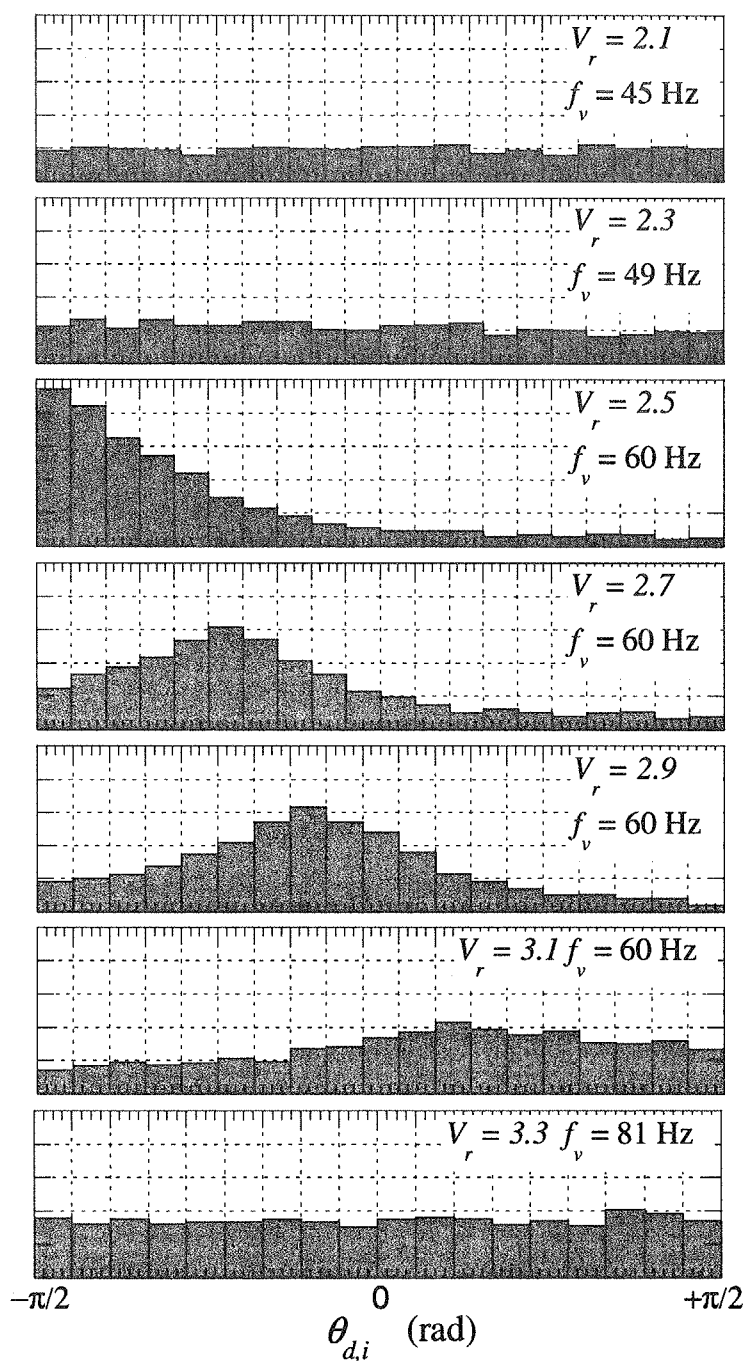 V_r = 2.1
f_v = 45 Hz
V_r = 2.3
f_v = 49 Hz
V_r = 2.5
f_v = 60 Hz
V_r = 2.7
f_v = 60 Hz
V_r = 2.9
f_v = 60 Hz
V_r = 3.1 f_v = 60 Hz
V_r = 3.3 f_v = 81 Hz
−π/2 0 +π/2
θ_{d,i} (rad)